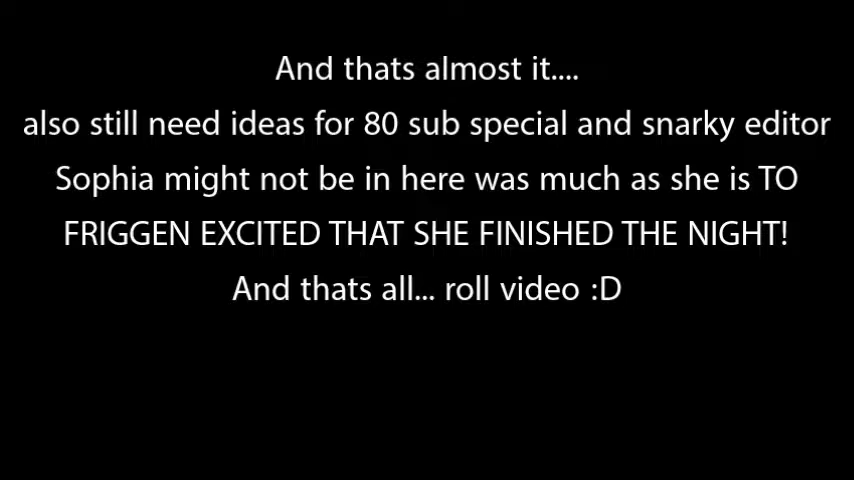 And thats almost it....
also still need ideas for 80 sub special and snarky editor
Sophia might not be in here was much as she is TO
FRIGGEN EXCITED THAT SHE FINISHED THE NIGHT!
And thats all... roll video :D